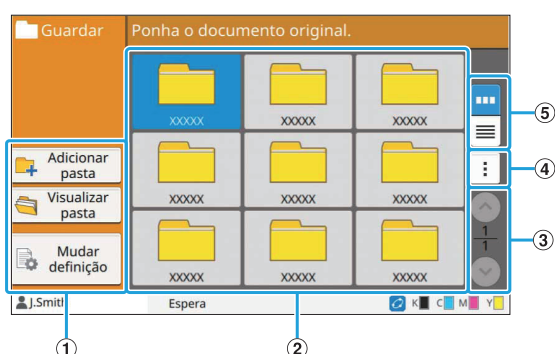 Guardar
Ponha o documento original.
XXXXX XXXXX XXXXX
5
Adicionar
pasta
4
Visualizar
pasta
XXXXX XXXXX XXXXX
1
1
3
Mudar
definição
XXXXX XXXXX XXXXX
J.Smith
Espera
K C M Y
1 2